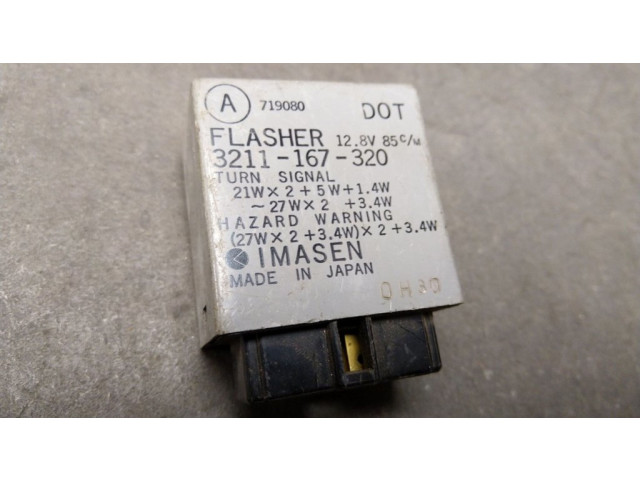 A 719080 DOT
FLASHER 12.8V 85c/M
3211-167-320
TURN SIGNAL
21W×2+5W+1.4W
~27W×2 +3.4W
HAZARD WARNING
(27W×2+3.4W)×2+3.4W
IMASEN
MADE IN JAPAN